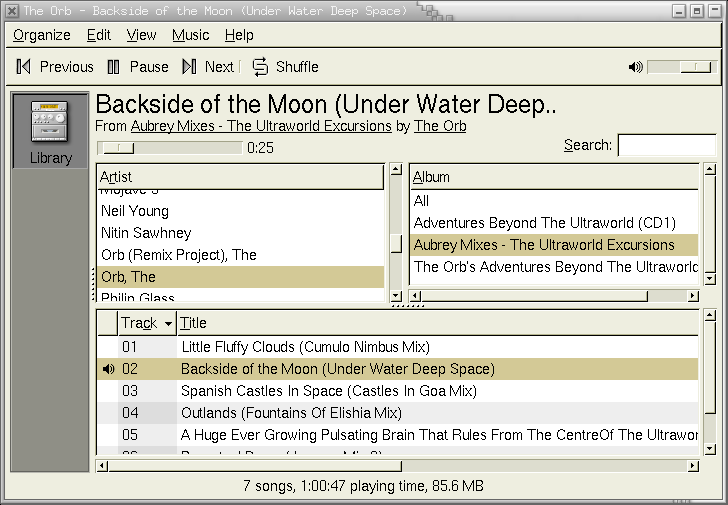 The Orb - Backside of the Moon (Under Water Deep Space)
Organize Edit View Music Help
Previous Pause Next Shuffle
Backside of the Moon (Under Water Deep..
From Aubrey Mixes - The Ultraworld Excursions by The Orb
0:25
Search:
Library
Artist
Mojave 3
Neil Young
Nitin Sawhney
Orb (Remix Project), The
Orb, The
Philip Glass
Album
All
Adventures Beyond The Ultraworld (CD1)
Aubrey Mixes - The Ultraworld Excursions
The Orb's Adventures Beyond The Ultraworld
Track Title
01 Little Fluffy Clouds (Cumulo Nimbus Mix)
02 Backside of the Moon (Under Water Deep Space)
03 Spanish Castles In Space (Castles In Goa Mix)
04 Outlands (Fountains Of Elishia Mix)
05 A Huge Ever Growing Pulsating Brain That Rules From The CentreOf The Ultrawor
7 songs, 1:00:47 playing time, 85.6 MB